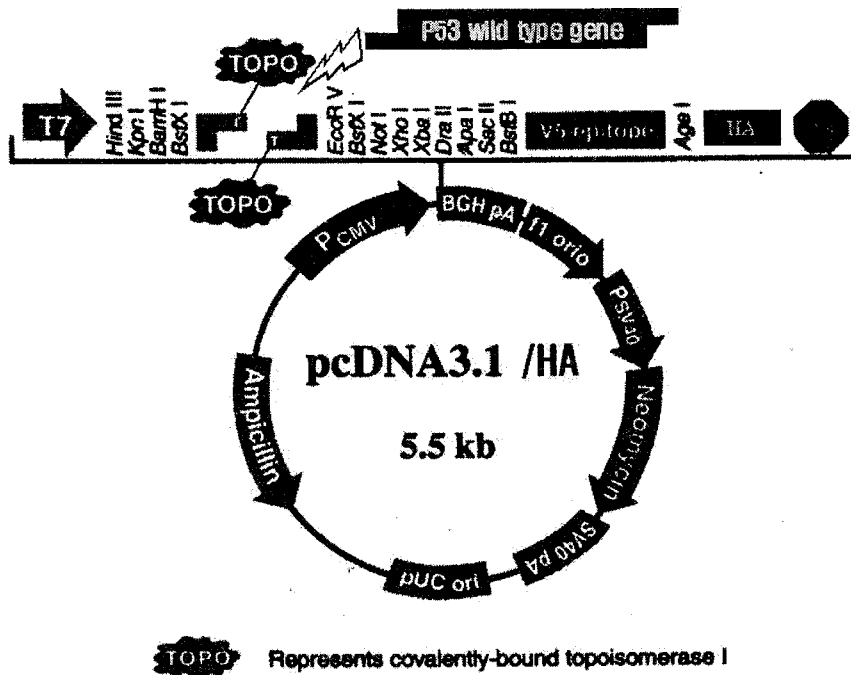 P53 wild type gene
TOPO
T7
Hind III
Kpn I
BamH I
BstX I
T
T
EcoR V
BstX I
Not I
Xho I
Xba I
Dra II
Apa I
Sac II
BstB I
V5 epitope
Age I
HA
TOPO
PCMV
BGH pA
f1 orio
PSV40
Neomycin
SV40 pA
pUC ori
Ampicillin
pcDNA3.1 /HA
5.5 kb
TOPO Represents covalently-bound topoisomerase I